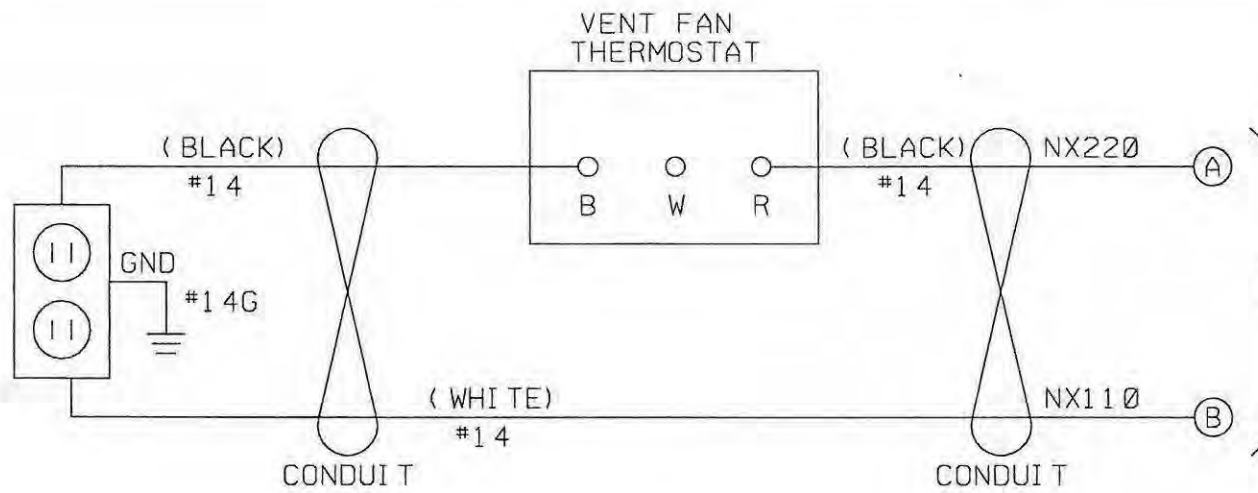 VENT FAN
THERMOSTAT
(BLACK)
#14
(BLACK)
#14
NX220
A
B W R
GND
#14G
(WHITE)
#14
NX110
B
CONDUIT
CONDUIT